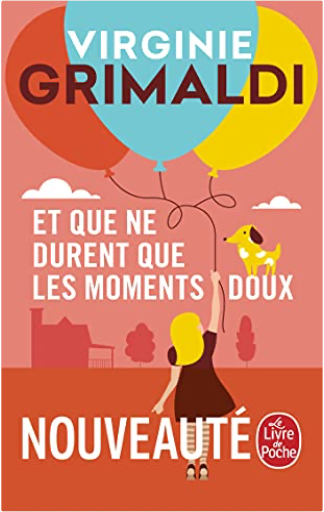 VIRGINIE
GRIMALDI
ET QUE NE
DURENT QUE
LES MOMENTS DOUX
NOUVEAUTÉ
Le
Livre
de
Poche